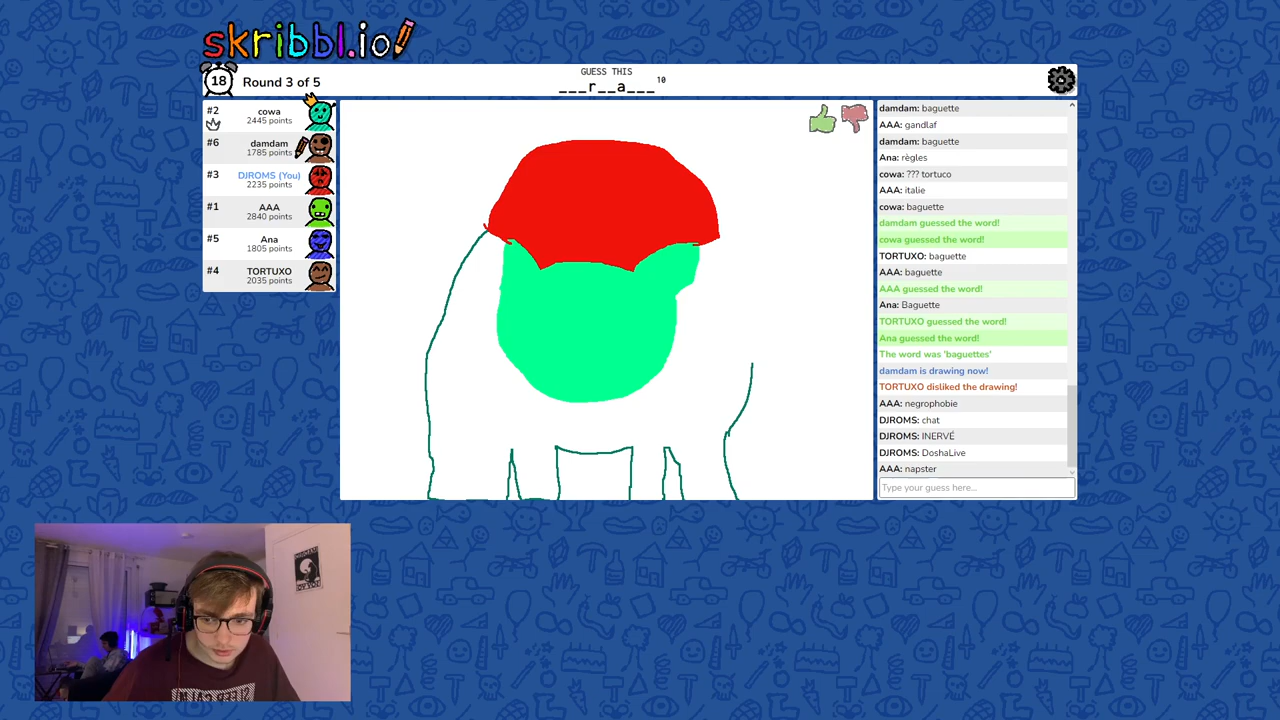 skribbl.io
GUESS THIS
18 Round 3 of 5
___r__a___ 10
#2 cowa
2445 points
#6 damdam
1785 points
#3 DJROMS (You)
2235 points
#1 AAA
2840 points
#5 Ana
1805 points
#4 TORTUXO
2035 points
damdam: baguette
AAA: gandlaf
damdam: baguette
Ana: règles
cowa: ??? tortuco
AAA: italie
cowa: baguette
damdam guessed the word!
cowa guessed the word!
TORTUXO: baguette
AAA: baguette
AAA guessed the word!
Ana: Baguette
TORTUXO guessed the word!
Ana guessed the word!
The word was 'baguettes'
damdam is drawing now!
TORTUXO disliked the drawing!
AAA: negrophobie
DJROMS: chat
DJROMS: INERVÉ
DJROMS: DoshaLive
AAA: napster
Type your guess here...